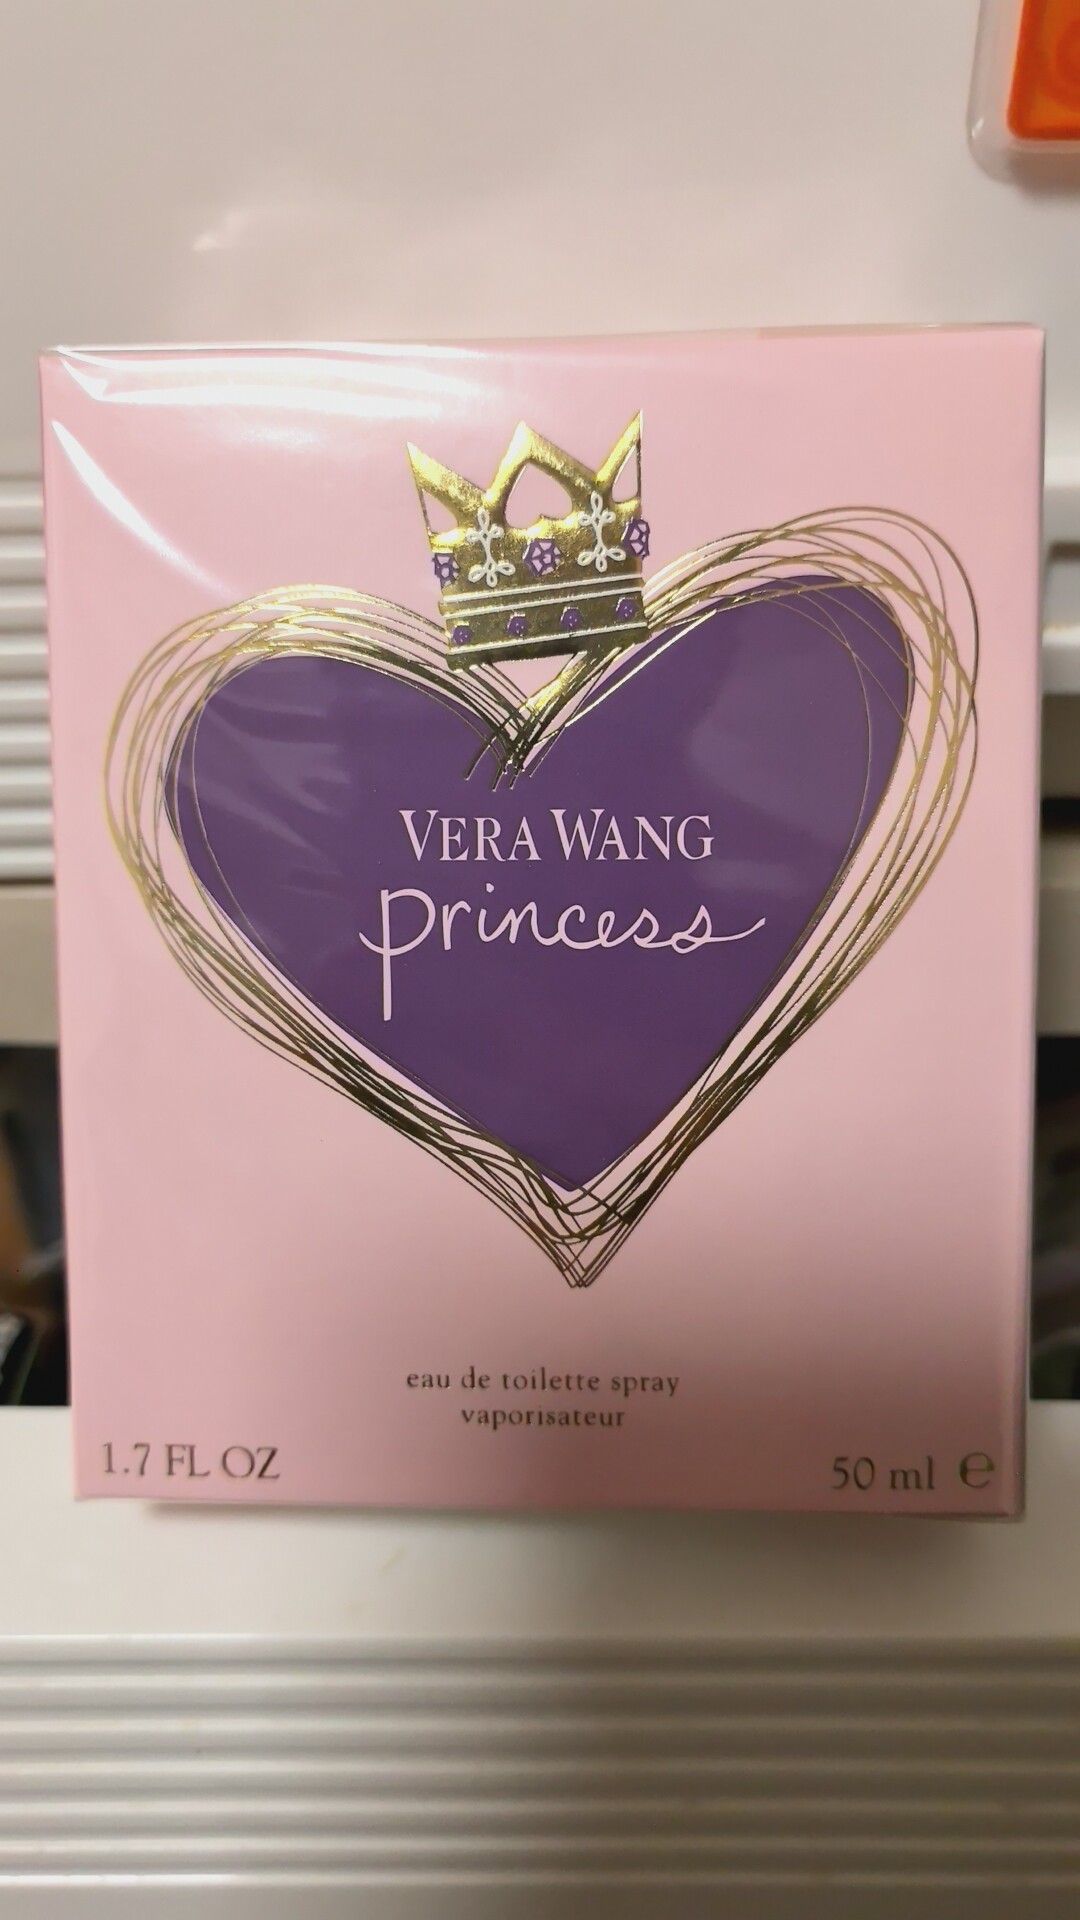 VERA WANG
princess
eau de toilette spray
vaporisateur
1.7 FL OZ
50 ml ℮